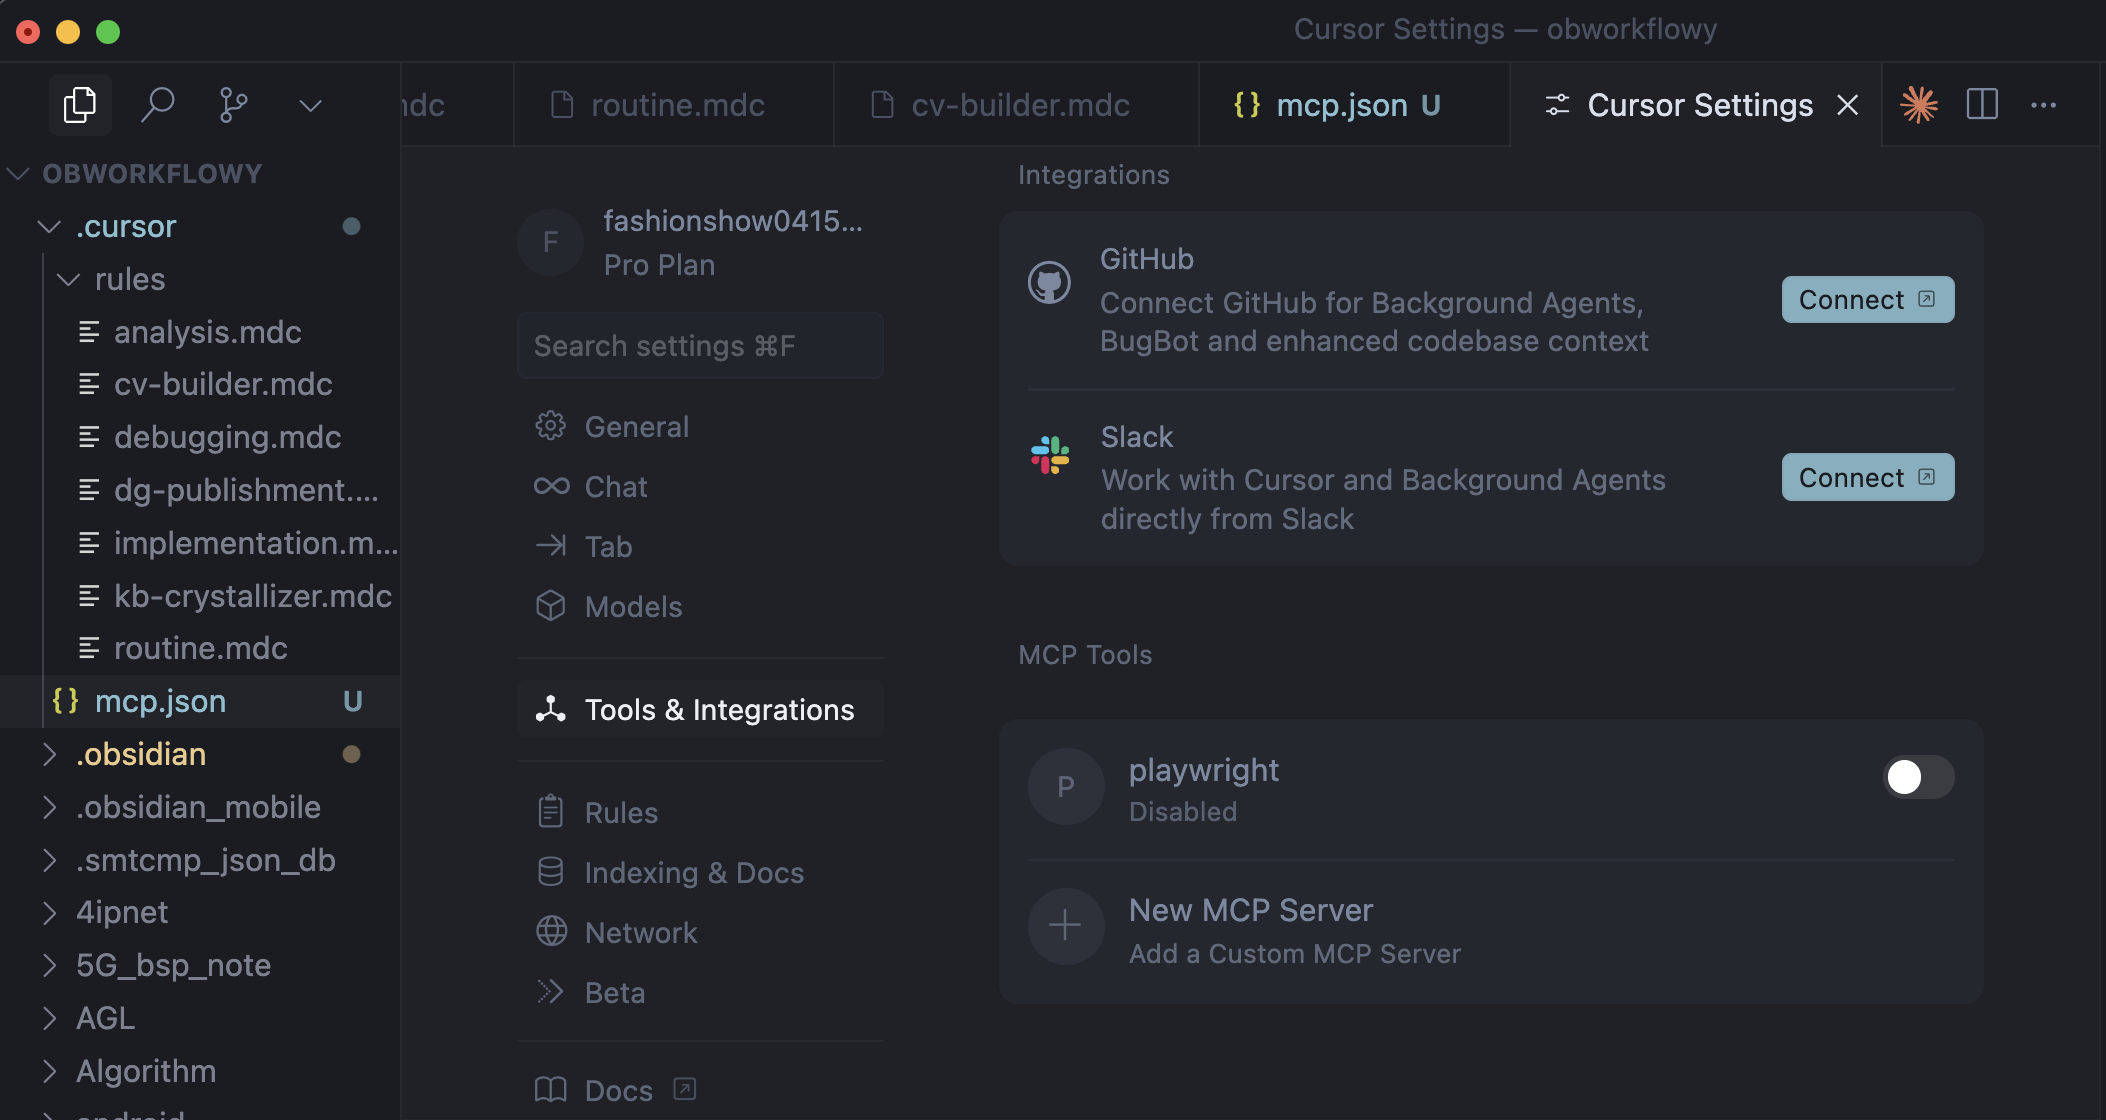 Cursor Settings — obworkflowy
routine.mdc
cv-builder.mdc
{} mcp.json U
Cursor Settings
OBWORKFLOWY
.cursor
rules
analysis.mdc
cv-builder.mdc
debugging.mdc
dg-publishment....
implementation.m...
kb-crystallizer.mdc
routine.mdc
{} mcp.json U
.obsidian
.obsidian_mobile
.smtcmp_json_db
4ipnet
5G_bsp_note
AGL
Algorithm
F
fashionshow0415...
Pro Plan
Search settings ⌘F
General
Chat
Tab
Models
Tools & Integrations
Rules
Indexing & Docs
Network
Beta
Docs
Integrations
GitHub
Connect GitHub for Background Agents,
BugBot and enhanced codebase context
Connect
Slack
Work with Cursor and Background Agents
directly from Slack
Connect
MCP Tools
P
playwright
Disabled
New MCP Server
Add a Custom MCP Server